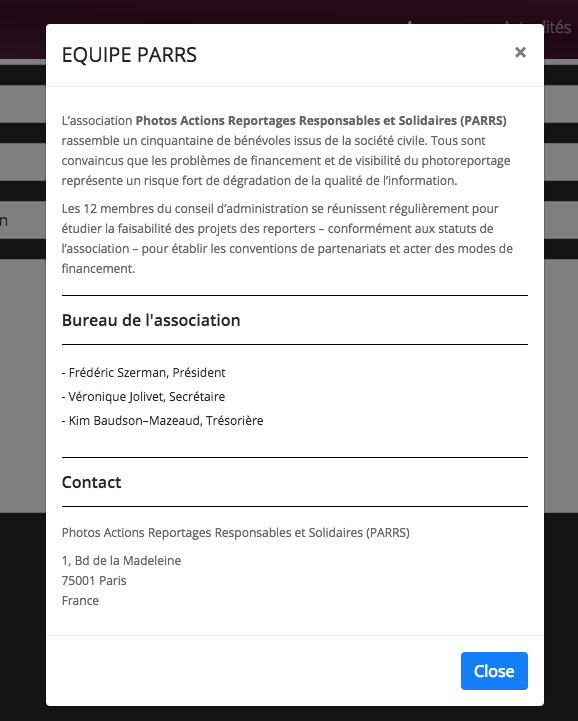 EQUIPE PARRS
×
L’association Photos Actions Reportages Responsables et Solidaires (PARRS)
rassemble un cinquantaine de bénévoles issus de la société civile. Tous sont
convaincus que les problèmes de financement et de visibilité du photoreportage
représente un risque fort de dégradation de la qualité de l’information.
Les 12 membres du conseil d’administration se réunissent régulièrement pour
étudier la faisabilité des projets des reporters – conformément aux statuts de
l’association – pour établir les conventions de partenariats et acter des modes de
financement.
Bureau de l'association
- Frédéric Szerman, Président
- Véronique Jolivet, Secrétaire
- Kim Baudson–Mazeaud, Trésorière
Contact
Photos Actions Reportages Responsables et Solidaires (PARRS)
1, Bd de la Madeleine
75001 Paris
France
Close